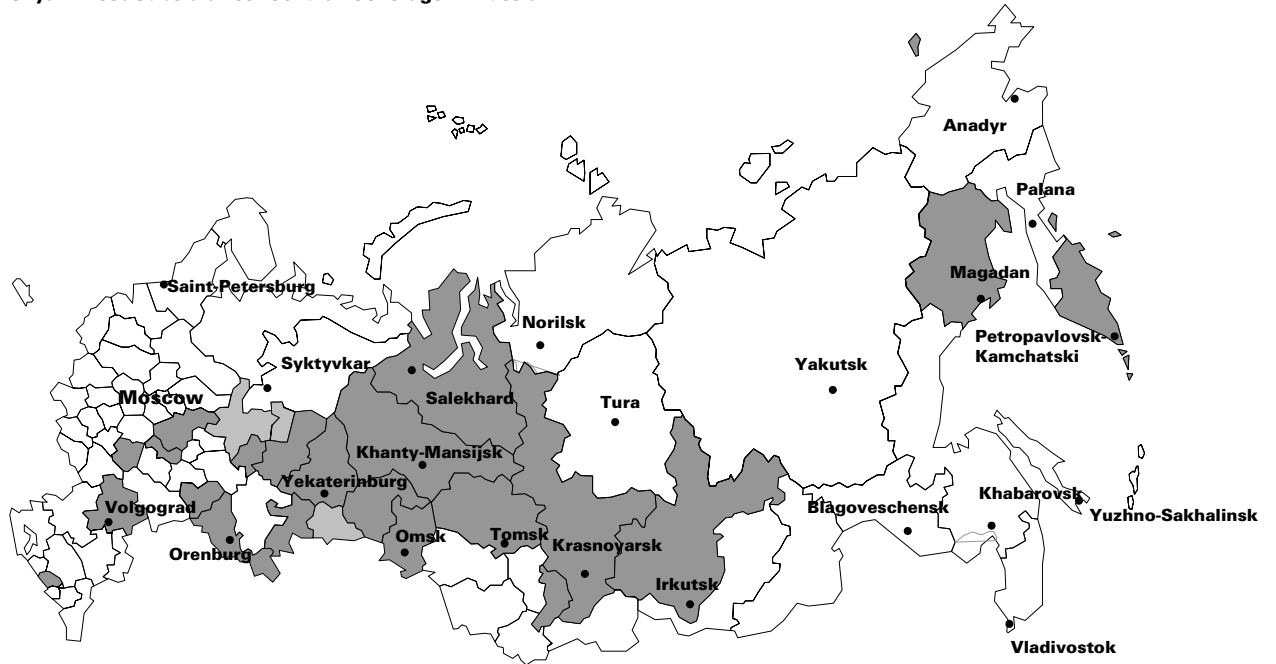 Anadyr
Palana
Magadan
Saint-Petersburg
Norilsk
Petropavlovsk-
Kamchatski
Syktyvkar
Yakutsk
Moscow
Salekhard
Tura
Khanty-Mansijsk
Yekaterinburg
Volgograd
Khabarovsk
Blagoveschensk
Yuzhno-Sakhalinsk
Omsk
Tomsk
Krasnoyarsk
Orenburg
Irkutsk
Vladivostok